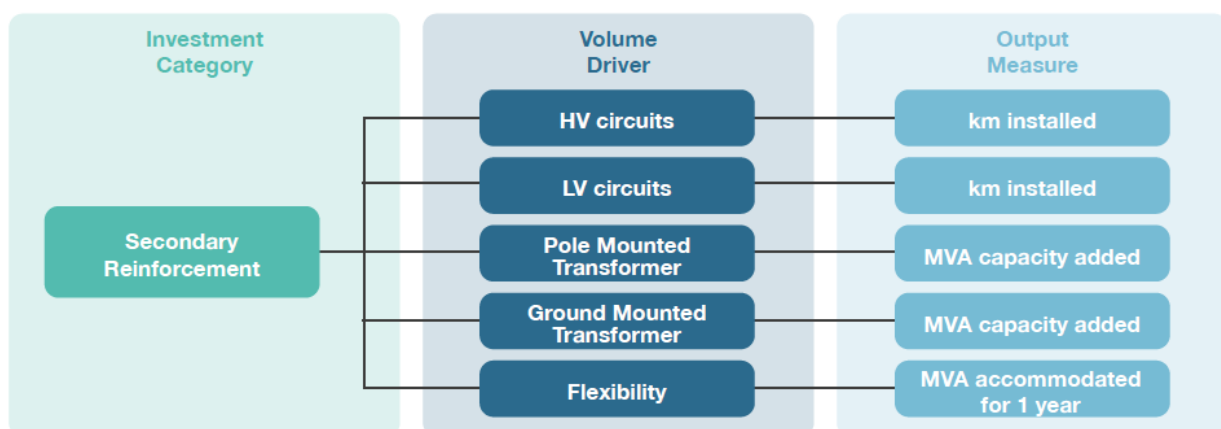 Investment
Category
Volume
Driver
Output
Measure
HV circuits
km installed
LV circuits
km installed
Secondary
Reinforcement
Pole Mounted
Transformer
MVA capacity added
Ground Mounted
Transformer
MVA capacity added
Flexibility
MVA accommodated
for 1 year